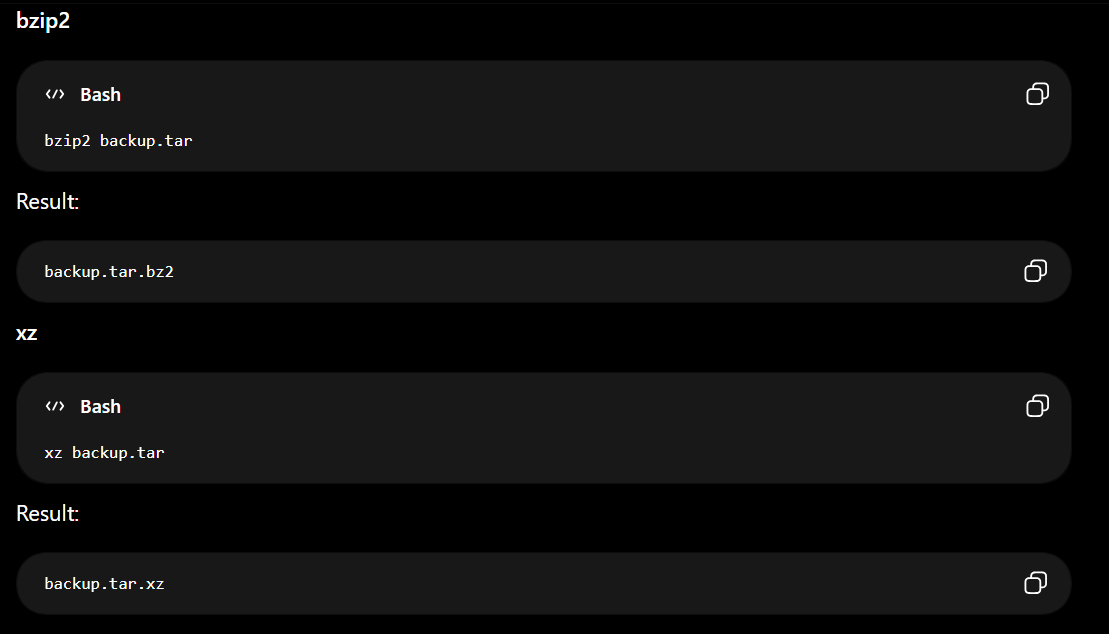 bzip2
Bash
bzip2 backup.tar
Result:
backup.tar.bz2
xz
Bash
xz backup.tar
Result:
backup.tar.xz